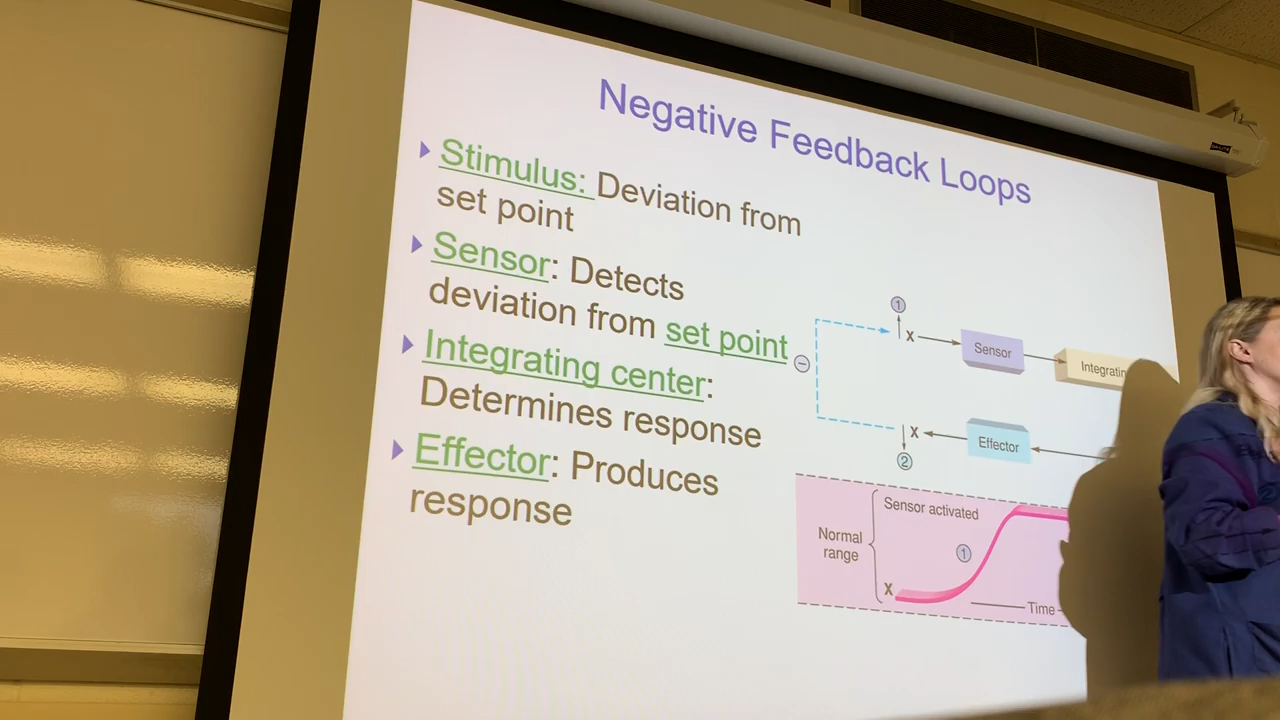 Negative Feedback Loops
Stimulus: Deviation from
set point
Sensor: Detects
deviation from set point
Integrating center:
Determines response
Effector: Produces
response
1
X
Sensor
−
X
Effector
2
Sensor activated
Normal
range
1
X
Time